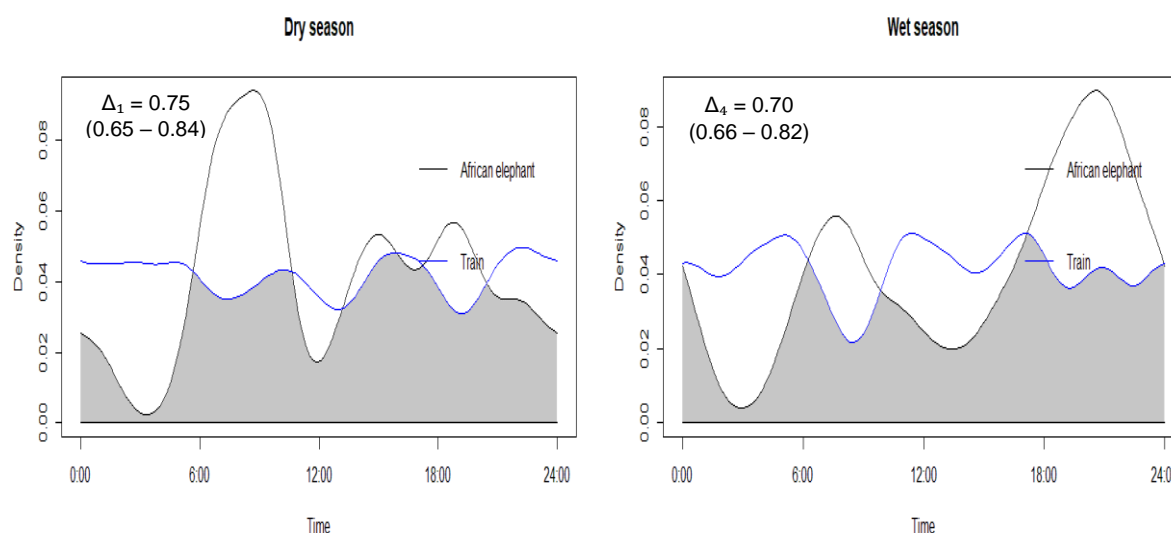 Dry season
Δ₁ = 0.75
(0.65 – 0.84)
African elephant
Train
Density
0.00
0.02
0.04
0.06
0.08
0:00
6:00
12:00
18:00
24:00
Time
Wet season
Δ₄ = 0.70
(0.66 – 0.82)
African elephant
Train
Density
0.00
0.02
0.04
0.06
0.08
0:00
6:00
12:00
18:00
24:00
Time